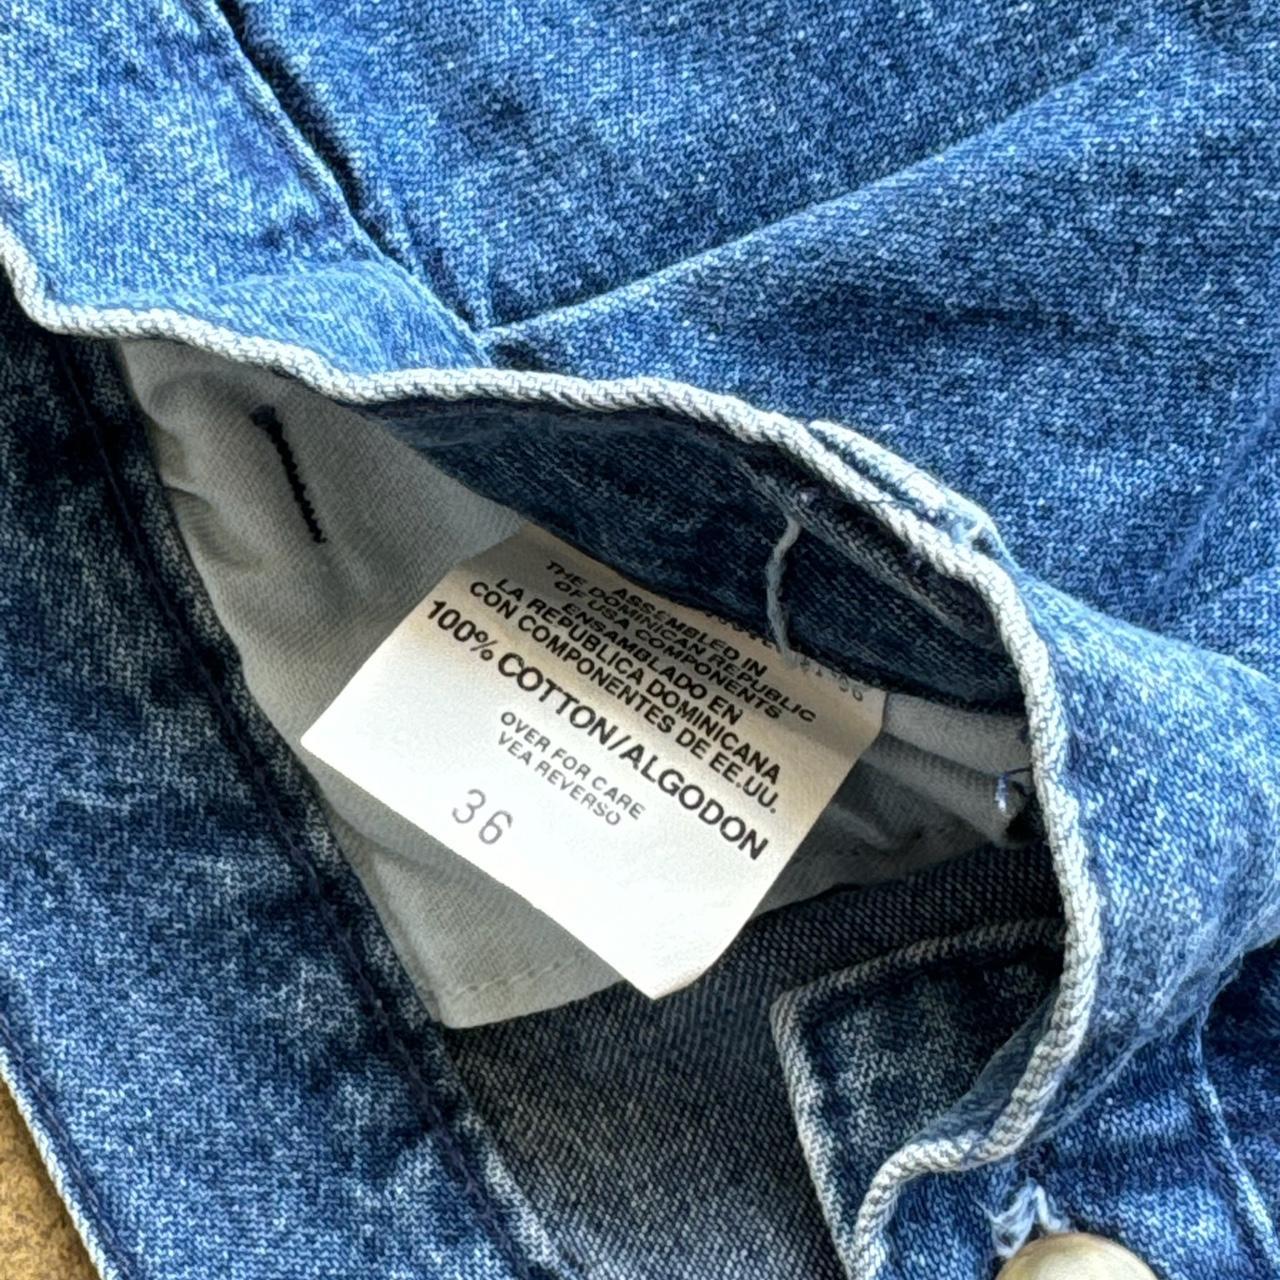 ASSEMBLED IN
THE DOMINICAN REPUBLIC
OF USA COMPONENTS
ENSAMBLADO EN
LA REPUBLICA DOMINICANA
CON COMPONENTES DE EE.UU.
100% COTTON/ALGODON
OVER FOR CARE
VEA REVERSO
36